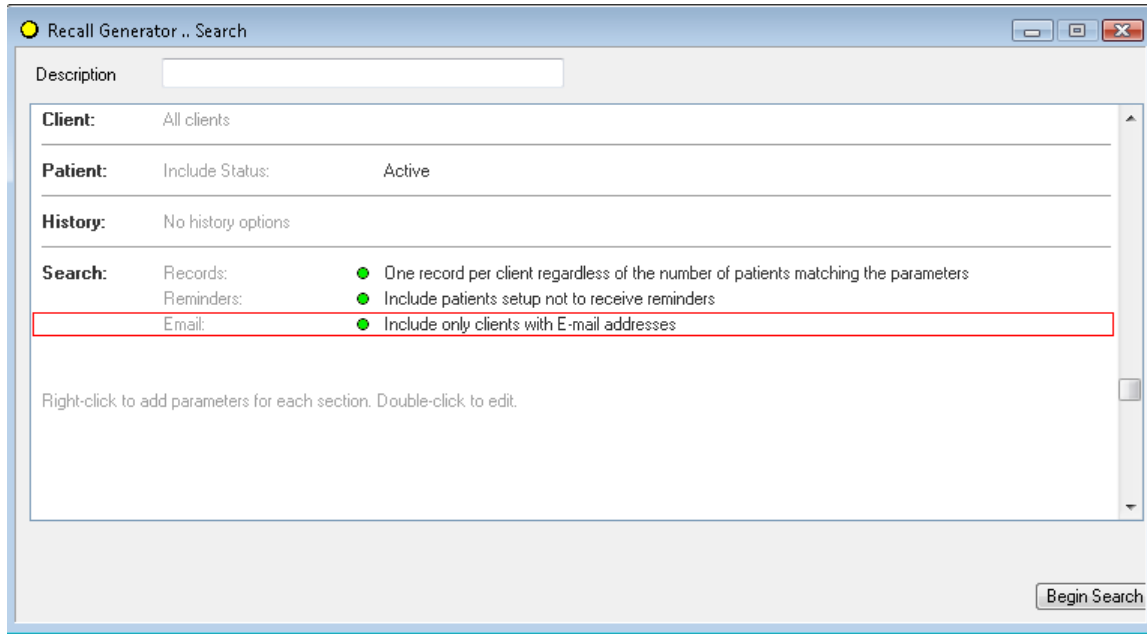 Recall Generator .. Search
Description
Client: All clients
Patient: Include Status: Active
History: No history options
Search: Records: One record per client regardless of the number of patients matching the parameters
Reminders: Include patients setup not to receive reminders
Email: Include only clients with E-mail addresses
Right-click to add parameters for each section. Double-click to edit.
Begin Search